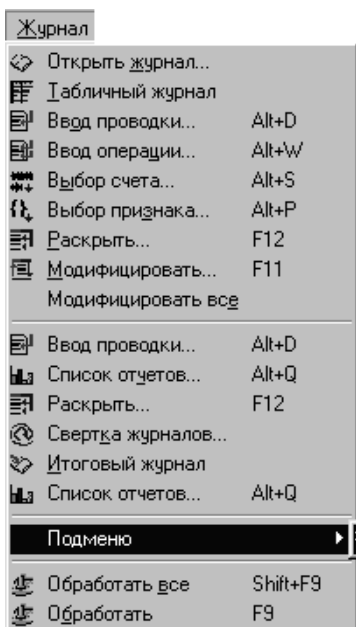 Журнал
Открыть журнал...
Табличный журнал
Ввод проводки... Alt+D
Ввод операции... Alt+W
Выбор счета... Alt+S
Выбор признака... Alt+P
Раскрыть... F12
Модифицировать... F11
Модифицировать все
Ввод проводки... Alt+D
Список отчетов... Alt+Q
Раскрыть... F12
Свертка журналов...
Итоговый журнал
Список отчетов... Alt+Q
Подменю
Обработать все Shift+F9
Обработать F9